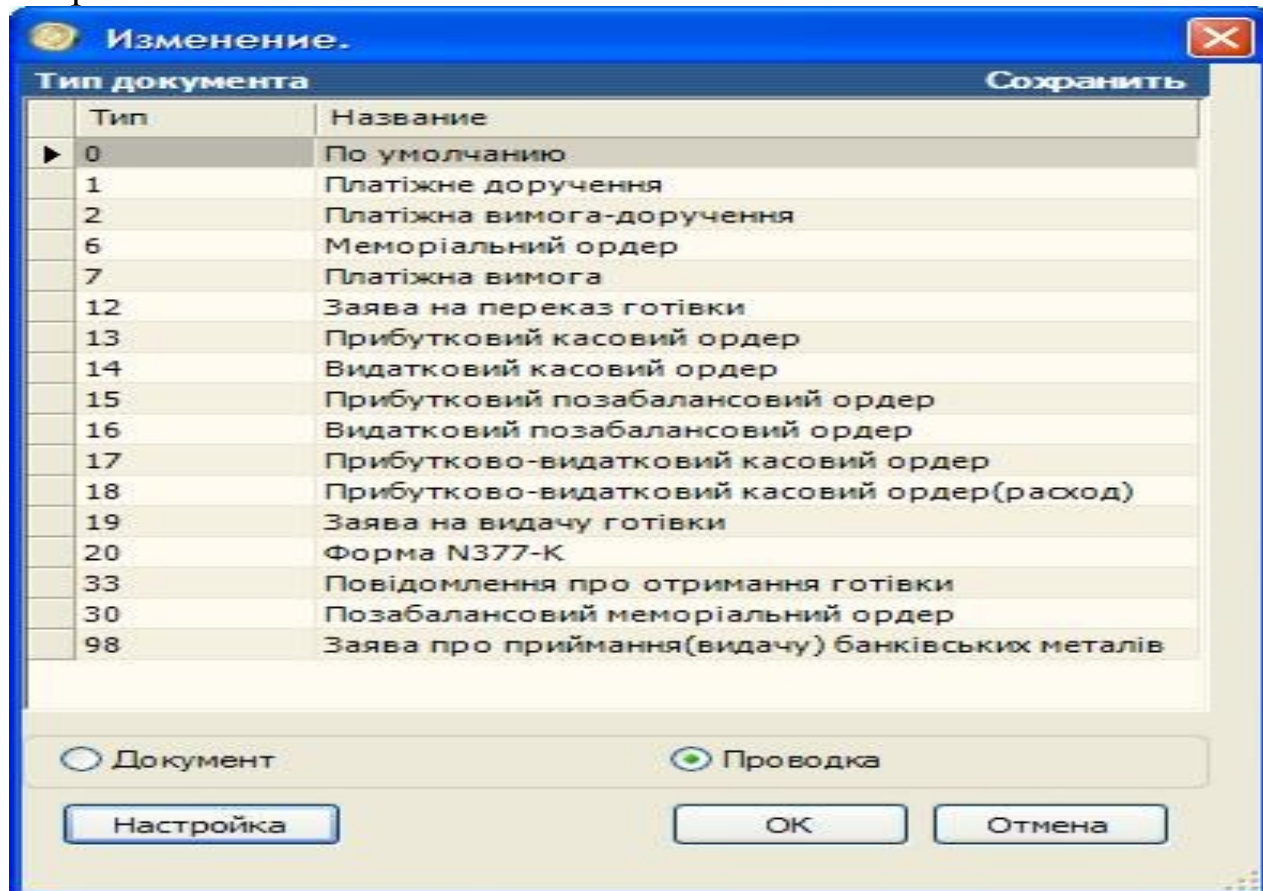 Изменение.
Тип документа Сохранить
Тип Название
0 По умолчанию
1 Платіжне доручення
2 Платіжна вимога-доручення
6 Меморіальний ордер
7 Платіжна вимога
12 Заява на переказ готівки
13 Прибутковий касовий ордер
14 Видатковий касовий ордер
15 Прибутковий позабалансовий ордер
16 Видатковий позабалансовий ордер
17 Прибутково-видатковий касовий ордер
18 Прибутково-видатковий касовий ордер(расход)
19 Заява на видачу готівки
20 Форма N377-К
33 Повідомлення про отримання готівки
30 Позабалансовий меморіальний ордер
98 Заява про приймання(видачу) банківських металів
Документ Проводка
Настройка ОК Отмена